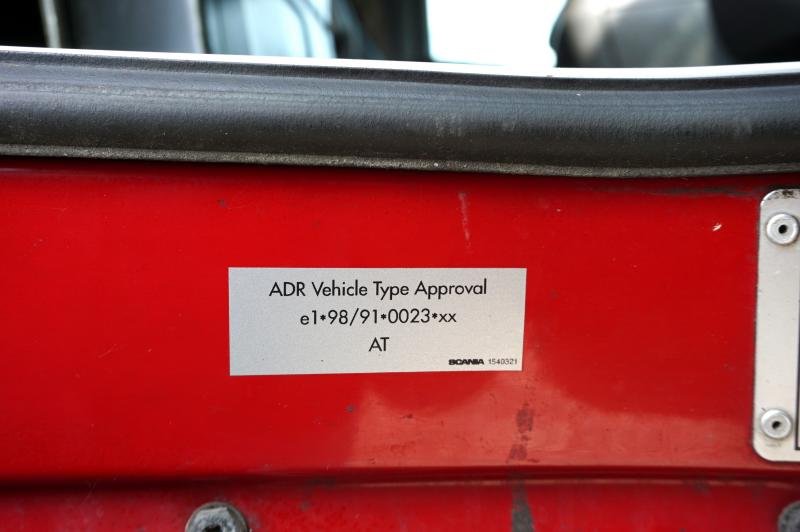 ADR Vehicle Type Approval
e1*98/91*0023*xx
AT
SCANIA 1540321